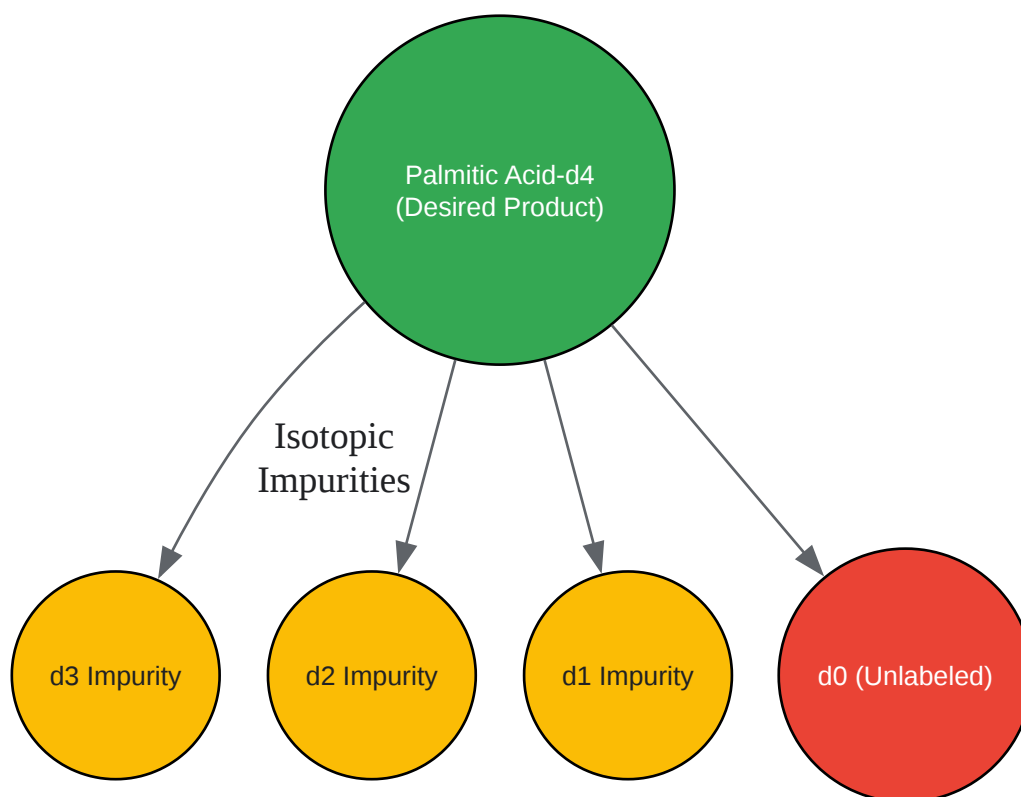 Palmitic Acid-d4
(Desired Product)
Isotopic
Impurities
d3 Impurity
d2 Impurity
d1 Impurity
d0 (Unlabeled)